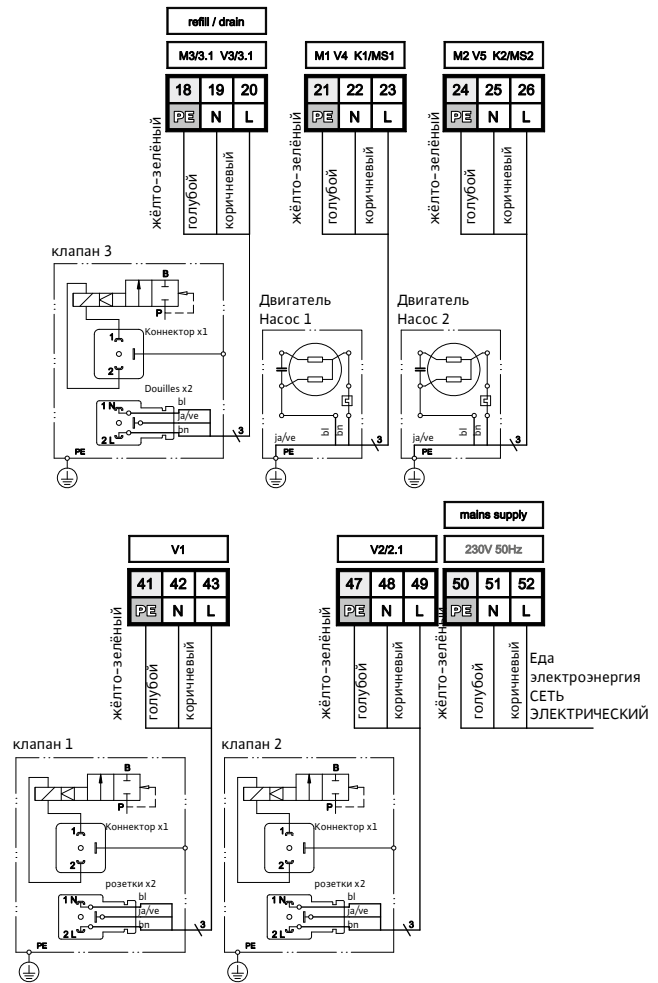 refill / drain
M3/3.1 V3/3.1
M1 V4 K1/MS1
M2 V5 K2/MS2
18 19 20
PE N L
21 22 23
PE N L
24 25 26
PE N L
жёлто-зелёный
голубой
коричневый
жёлто-зелёный
голубой
коричневый
жёлто-зелёный
голубой
коричневый
клапан 3
B
P
Коннектор x1
1
2
Douilles x2
1 N
2 L
bl
ja/ve
bn
3
PE
Двигатель
Насос 1
bl
bn
ja/ve
3
PE
Двигатель
Насос 2
bl
bn
ja/ve
3
PE
mains supply
V1
V2/2.1
230V 50Hz
41 42 43
PE N L
47 48 49
PE N L
50 51 52
PE N L
жёлто-зелёный
голубой
коричневый
жёлто-зелёный
голубой
коричневый
жёлто-зелёный
голубой
коричневый
Еда
электроэнергия
СЕТЬ
ЭЛЕКТРИЧЕСКИЙ
клапан 1
B
P
Коннектор x1
1
2
розетки x2
1 N
2 L
bl
ja/ve
bn
3
PE
клапан 2
B
P
Коннектор x1
1
2
розетки x2
1 N
2 L
bl
ja/ve
bn
3
PE